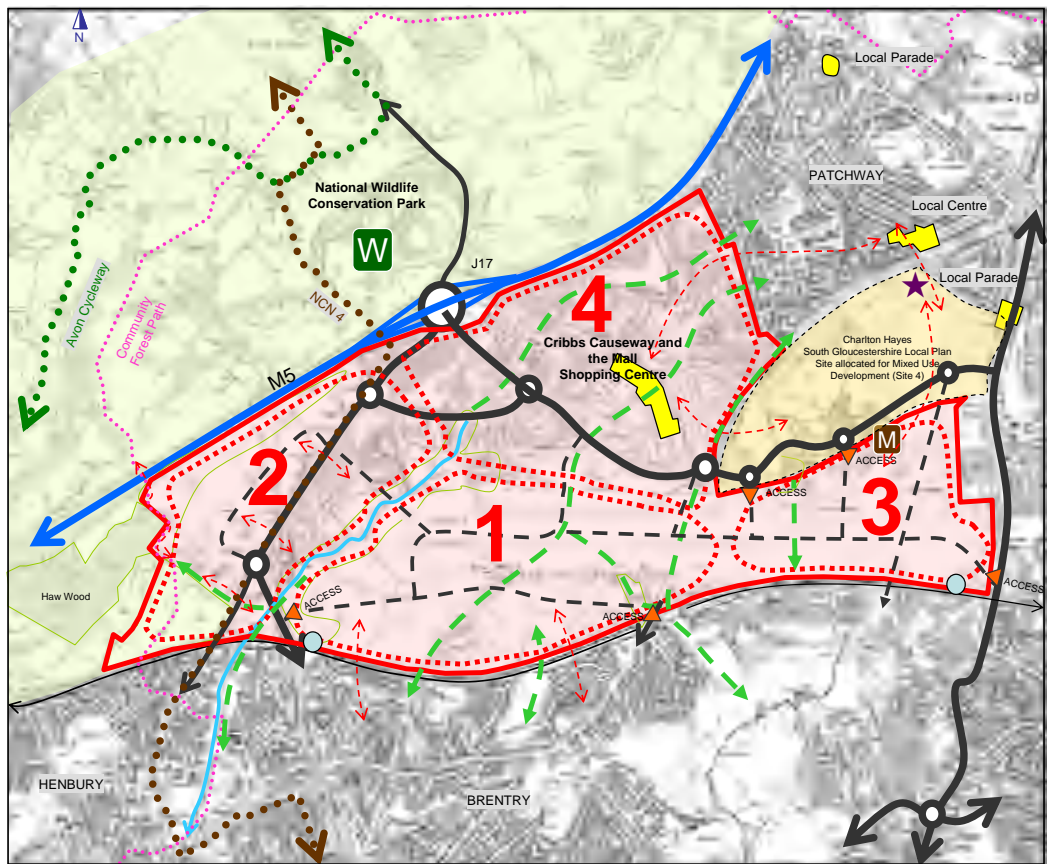 N
Local Parade
PATCHWAY
National Wildlife
Conservation Park
W
Local Centre
J17
Local Parade
Avon Cycleway
Community
Forest Path
NCN 4
4
Cribbs Causeway and
the Mall
Shopping Centre
Charlton Hayes
South Gloucestershire Local Plan
Site allocated for Mixed Use
Development (Site 4)
M5
M
ACCESS
2
ACCESS
1
3
ACCESS
Haw Wood
ACCESS
ACCESS
HENBURY
BRENTRY